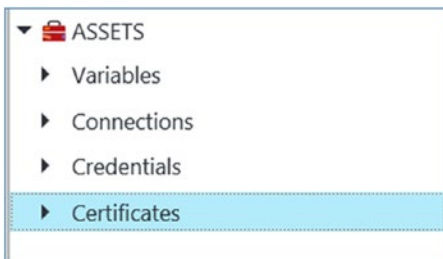 ASSETS
Variables
Connections
Credentials
Certificates